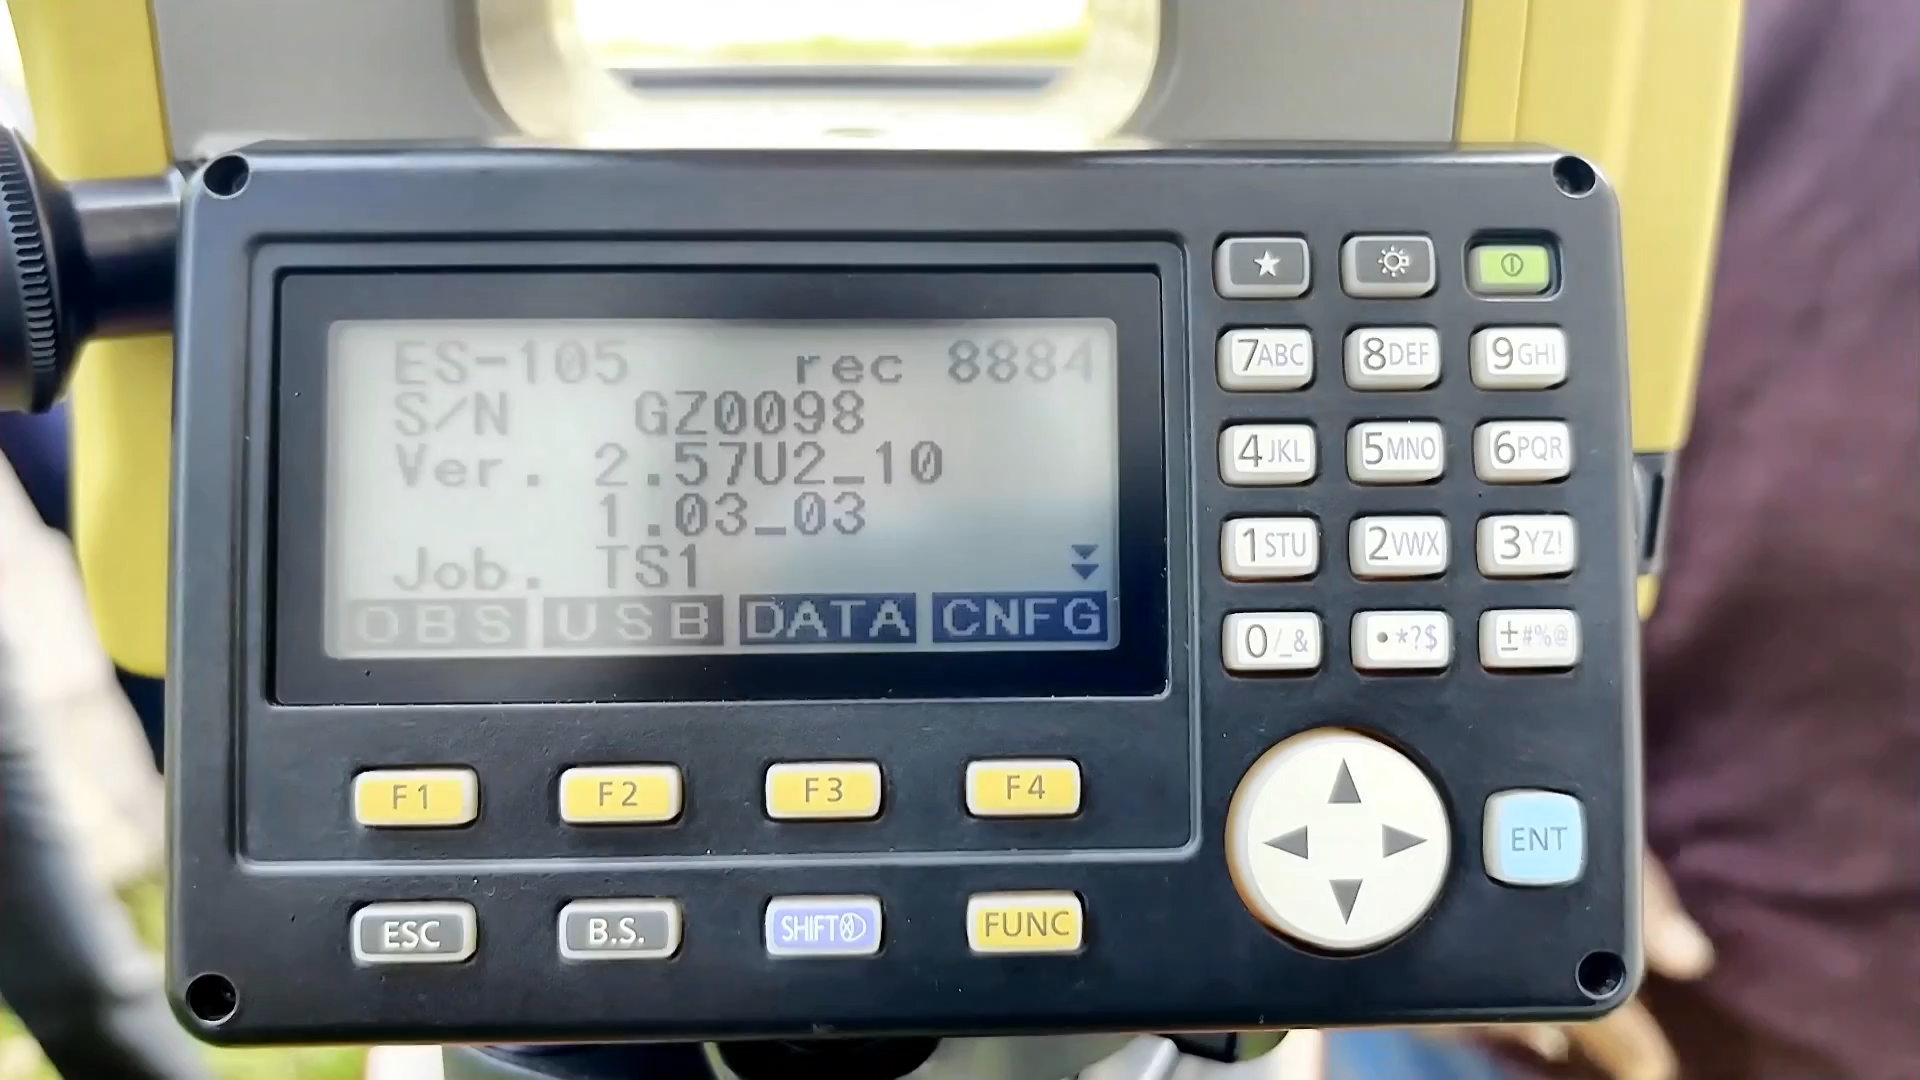 ES-105 rec 8884
S/N GZ0098
Ver. 2.57U2_10
1.03_03
Job. TS1
OBS USB DATA CNFG
7ABC 8DEF 9GHI
4JKL 5MNO 6PQR
1STU 2VWX 3YZ!
0/_& •*?$ ±#%@
F1 F2 F3 F4
ENT
ESC B.S. SHIFT FUNC